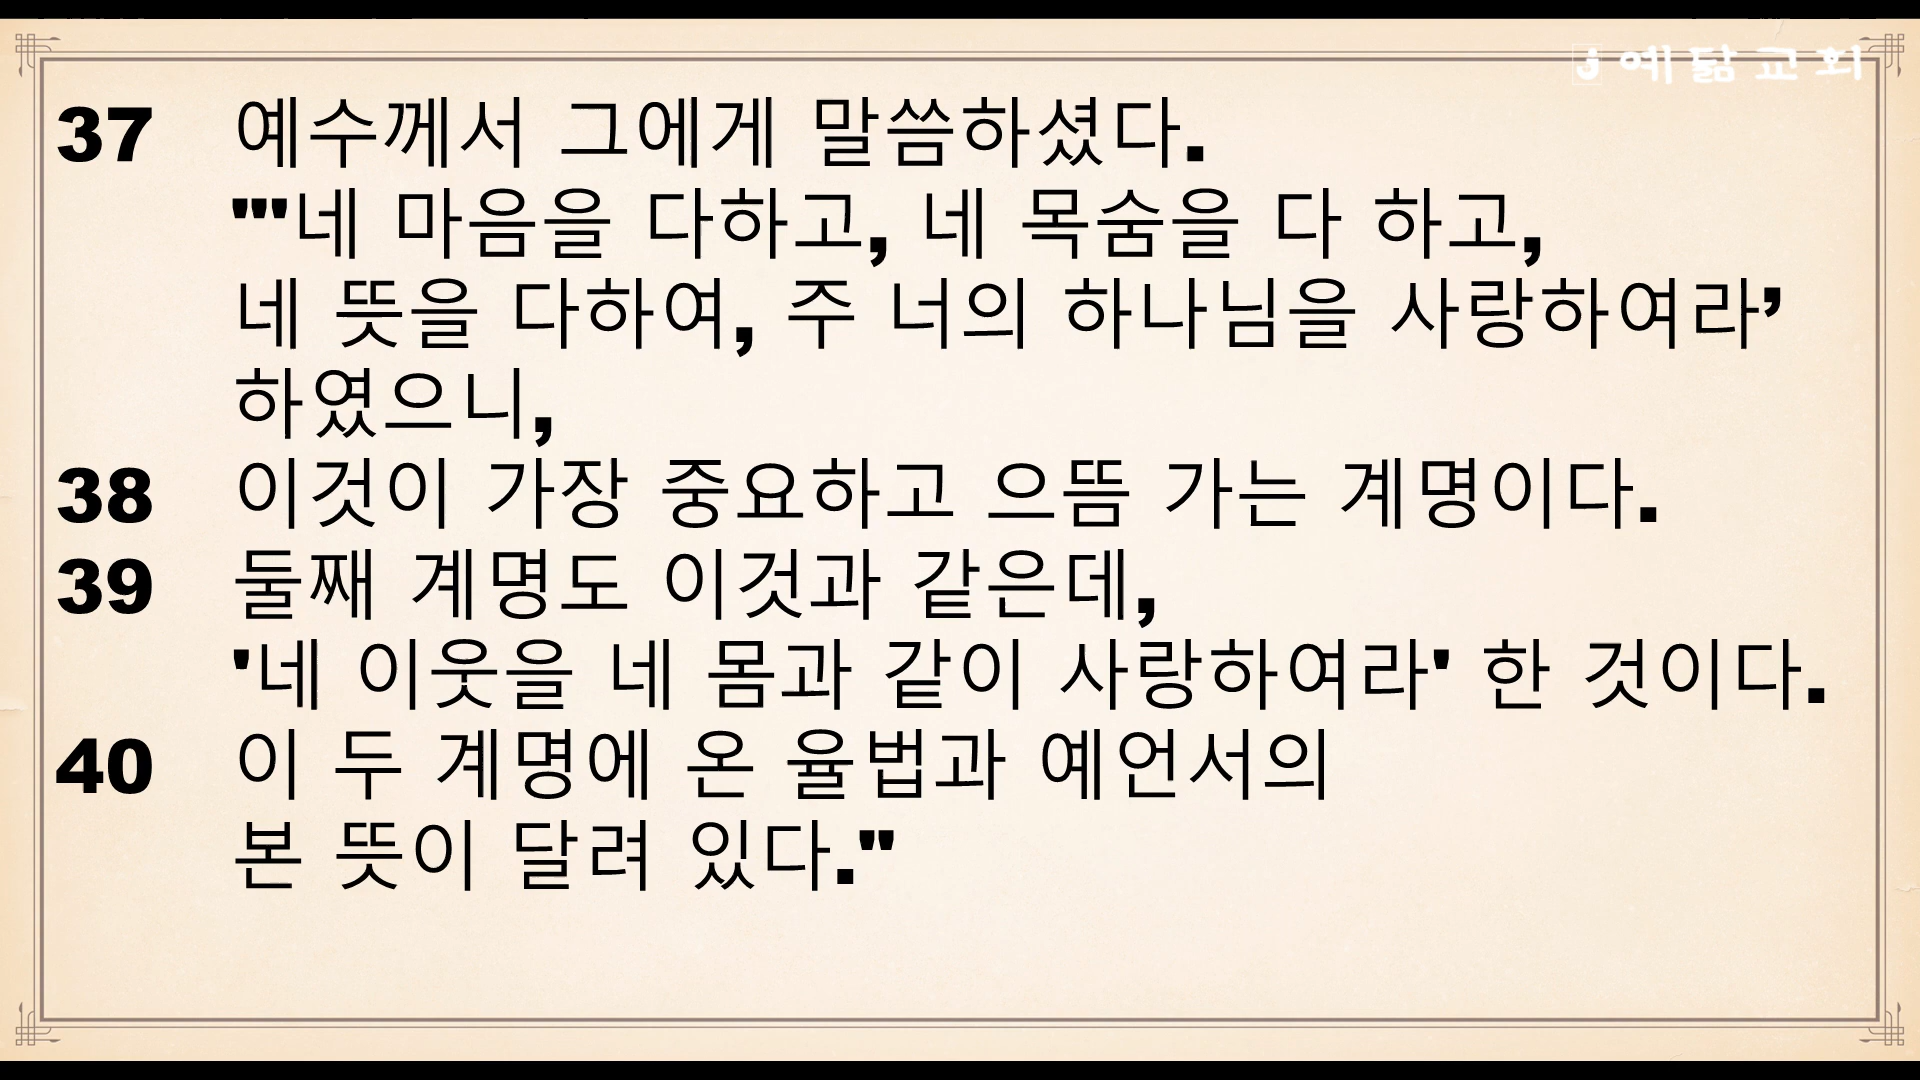 예닮교회
37 예수께서 그에게 말씀하셨다.
"'네 마음을 다하고, 네 목숨을 다 하고,
네 뜻을 다하여, 주 너의 하나님을 사랑하여라’
하였으니,
38 이것이 가장 중요하고 으뜸 가는 계명이다.
39 둘째 계명도 이것과 같은데,
'네 이웃을 네 몸과 같이 사랑하여라' 한 것이다.
40 이 두 계명에 온 율법과 예언서의
본 뜻이 달려 있다."